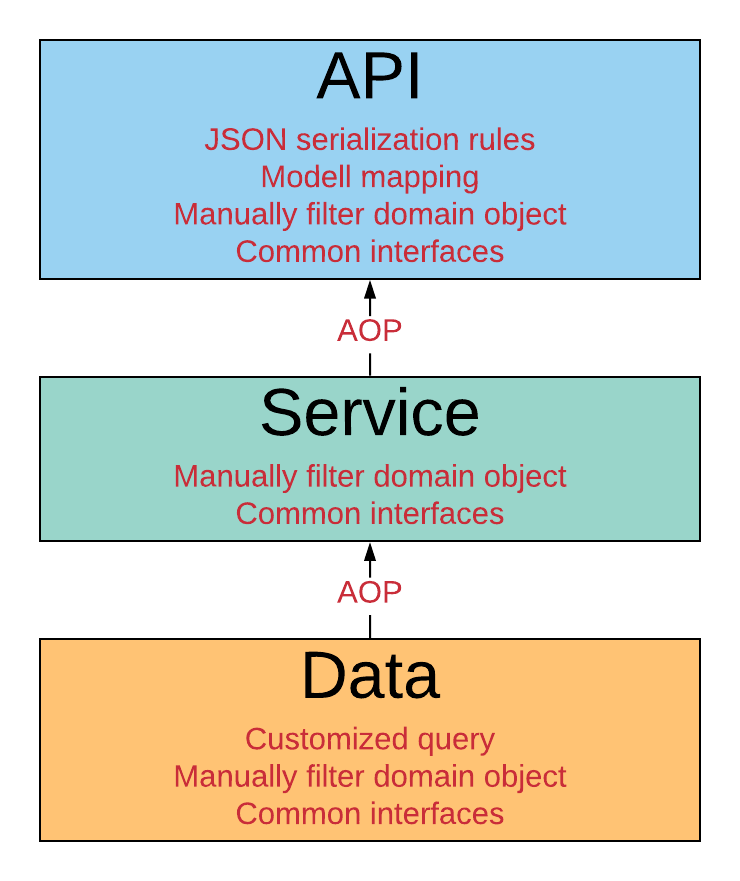 API
JSON serialization rules
Modell mapping
Manually filter domain object
Common interfaces
AOP
Service
Manually filter domain object
Common interfaces
AOP
Data
Customized query
Manually filter domain object
Common interfaces